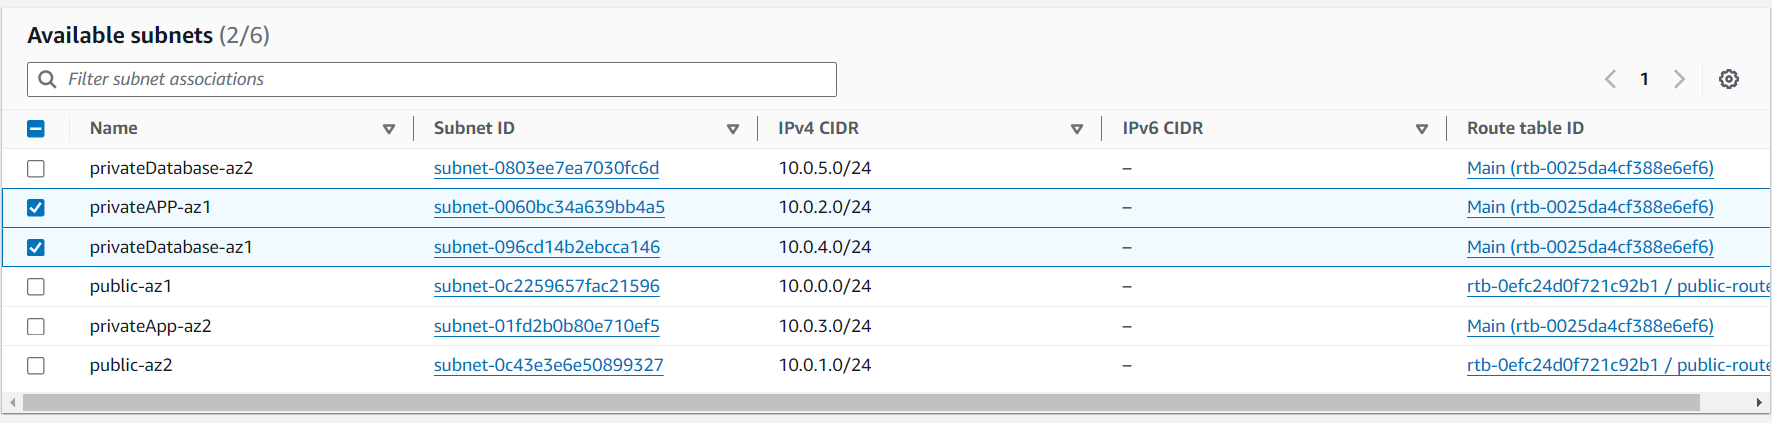 Available subnets (2/6)
Filter subnet associations
1
Name Subnet ID IPv4 CIDR IPv6 CIDR Route table ID
privateDatabase-az2 subnet-0803ee7ea7030fc6d 10.0.5.0/24 – Main (rtb-0025da4cf388e6ef6)
privateAPP-az1 subnet-0060bc34a639bb4a5 10.0.2.0/24 – Main (rtb-0025da4cf388e6ef6)
privateDatabase-az1 subnet-096cd14b2ebcca146 10.0.4.0/24 – Main (rtb-0025da4cf388e6ef6)
public-az1 subnet-0c2259657fac21596 10.0.0.0/24 – rtb-0efc24d0f721c92b1 / public-route
privateApp-az2 subnet-01fd2b0b80e710ef5 10.0.3.0/24 – Main (rtb-0025da4cf388e6ef6)
public-az2 subnet-0c43e3e6e50899327 10.0.1.0/24 – rtb-0efc24d0f721c92b1 / public-route